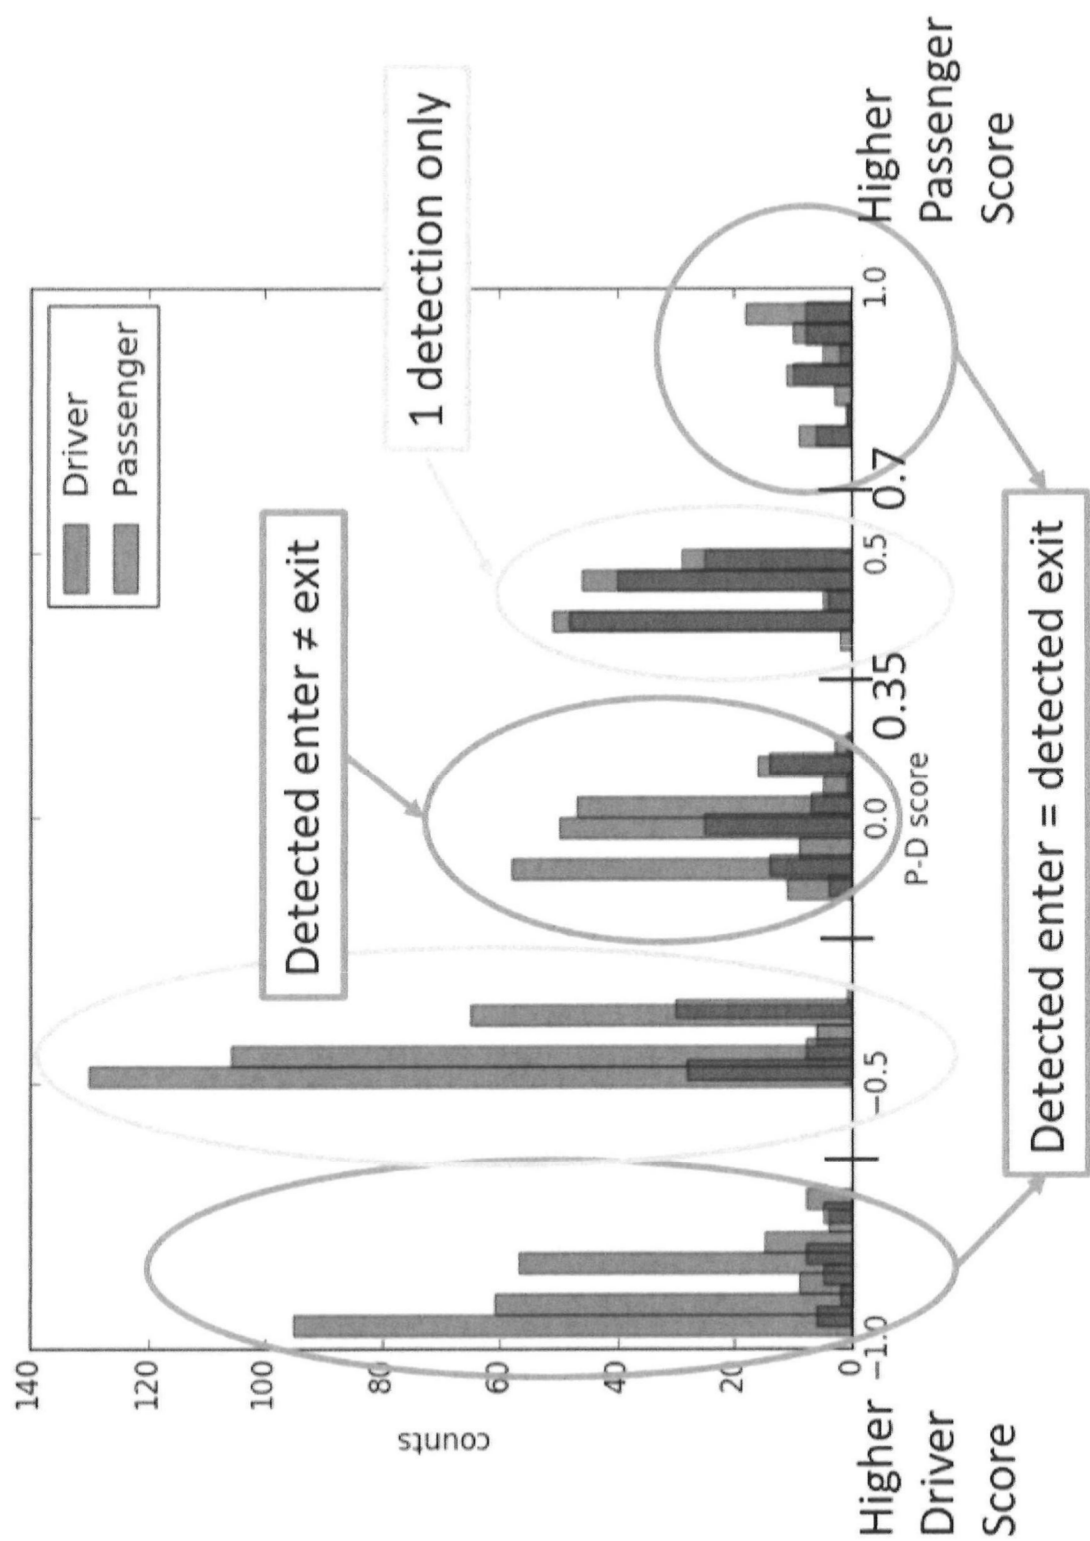 Driver
Passenger
1 detection only
Detected enter ≠ exit
counts
140
120
100
80
60
40
20
0
−1.0
−0.5
0.0
0.35
0.5
0.7
1.0
P-D score
Higher
Driver
Score
Higher
Passenger
Score
Detected enter = detected exit